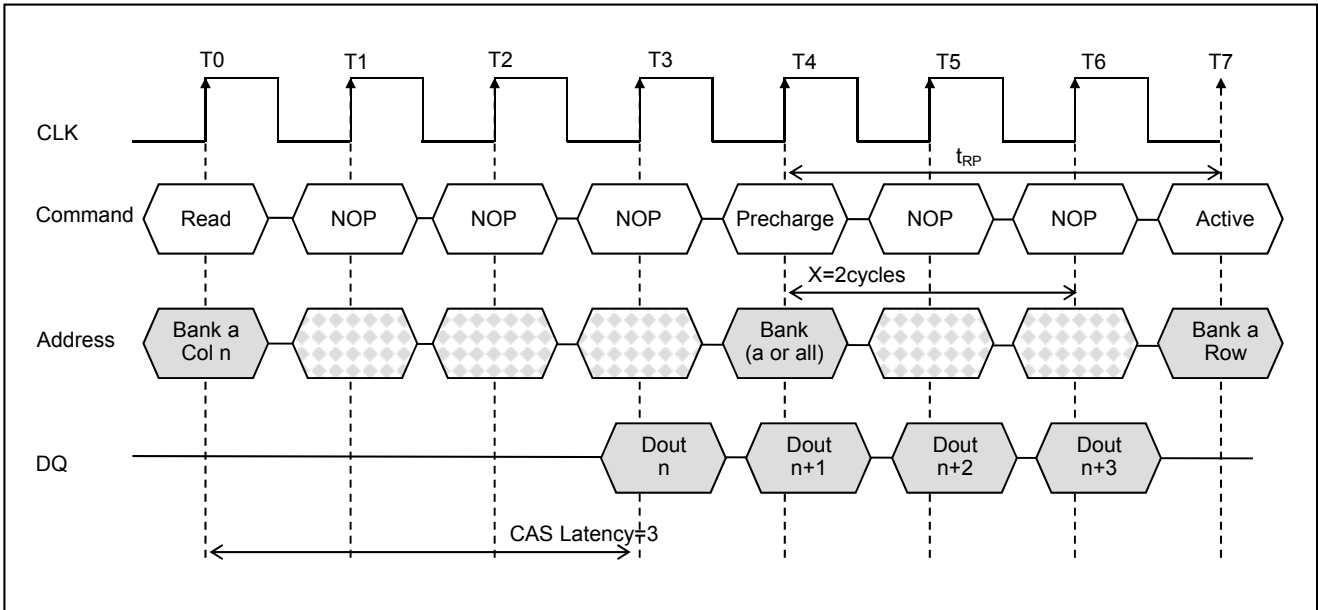 T0 T1 T2 T3 T4 T5 T6 T7
CLK
tRP
Command Read NOP NOP NOP Precharge NOP NOP Active
X=2cycles
Address Bank a Col n Bank (a or all) Bank a Row
DQ Dout n Dout n+1 Dout n+2 Dout n+3
CAS Latency=3